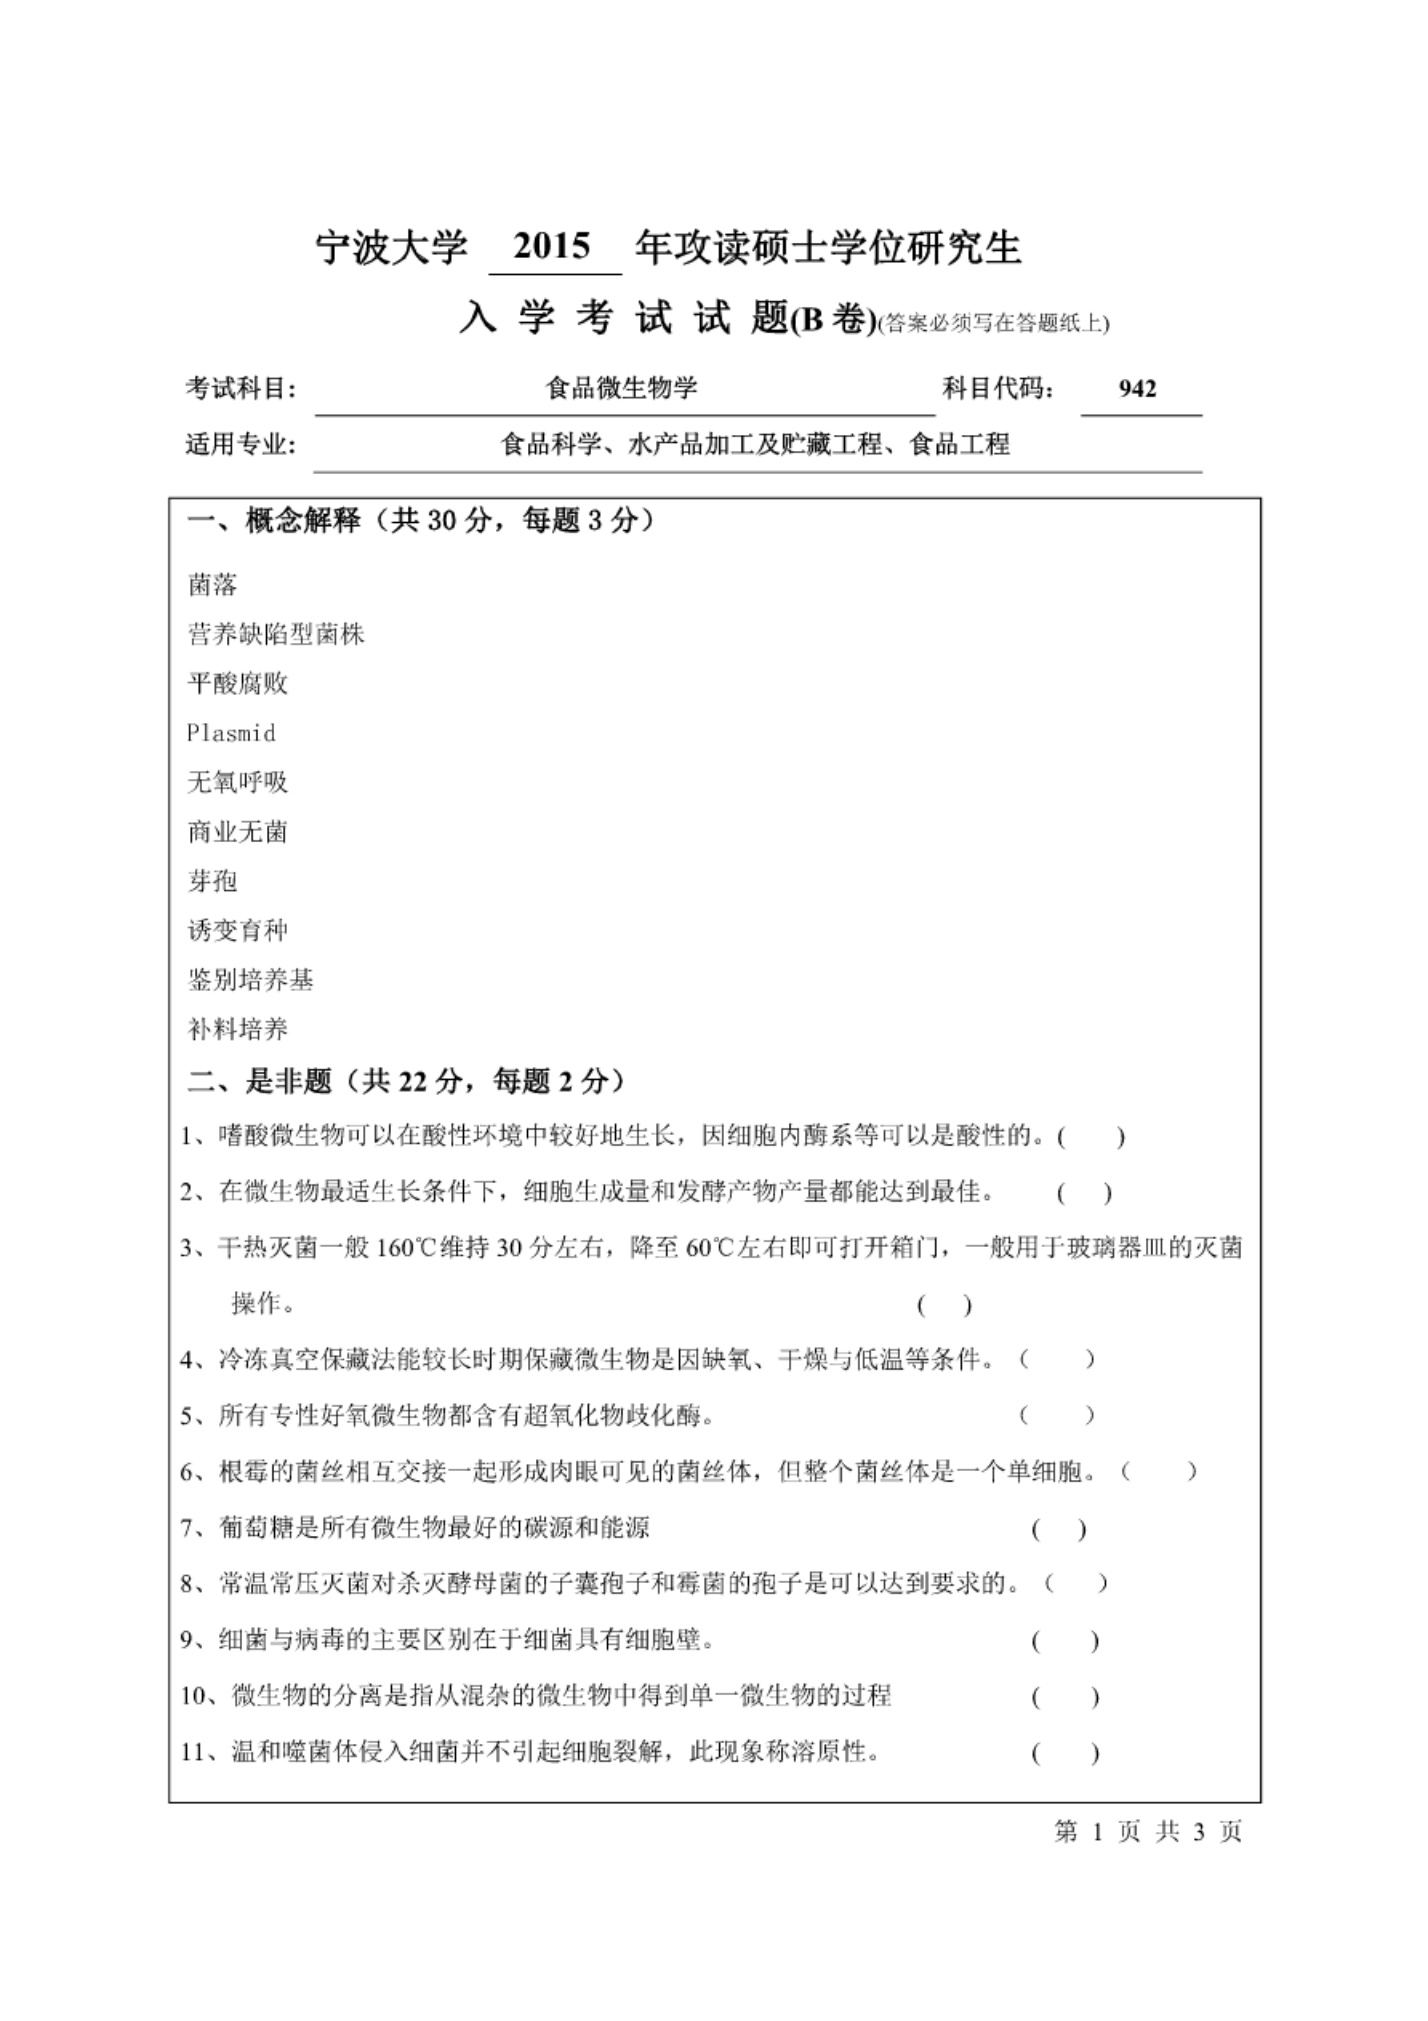 宁波大学 2015 年攻读硕士学位研究生
入 学 考 试 试 题(B 卷)(答案必须写在答题纸上)
考试科目: 食品微生物学 科目代码: 942
适用专业: 食品科学、水产品加工及贮藏工程、食品工程
一、概念解释（共 30 分，每题 3 分）
菌落
营养缺陷型菌株
平酸腐败
Plasmid
无氧呼吸
商业无菌
芽孢
诱变育种
鉴别培养基
补料培养
二、是非题（共 22 分，每题 2 分）
1、嗜酸微生物可以在酸性环境中较好地生长，因细胞内酶系等可以是酸性的。( )
2、在微生物最适生长条件下，细胞生成量和发酵产物产量都能达到最佳。 ( )
3、干热灭菌一般 160℃维持 30 分左右，降至 60℃左右即可打开箱门，一般用于玻璃器皿的灭菌
操作。 ( )
4、冷冻真空保藏法能较长时期保藏微生物是因缺氧、干燥与低温等条件。（ ）
5、所有专性好氧微生物都含有超氧化物歧化酶。 （ ）
6、根霉的菌丝相互交接一起形成肉眼可见的菌丝体，但整个菌丝体是一个单细胞。（ ）
7、葡萄糖是所有微生物最好的碳源和能源 ( )
8、常温常压灭菌对杀灭酵母菌的子囊孢子和霉菌的孢子是可以达到要求的。（ ）
9、细菌与病毒的主要区别在于细菌具有细胞壁。 ( )
10、微生物的分离是指从混杂的微生物中得到单一微生物的过程 ( )
11、温和噬菌体侵入细菌并不引起细胞裂解，此现象称溶原性。 ( )
第 1 页 共 3 页